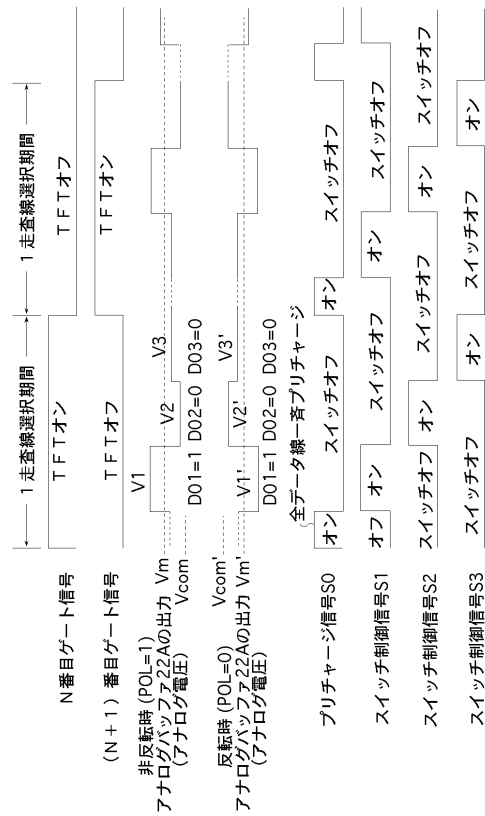 1 走査線選択期間
1 走査線選択期間
N番目ゲート信号
TFTオン
TFTオフ
(N+1) 番目ゲート信号
TFTオフ
TFTオン
非反転時 (POL=1)
アナログバッファ22Aの出力 Vm
(アナログ電圧)
Vcom
V1
V2
V3
D01=1 D02=0 D03=0
反転時 (POL=0)
アナログバッファ22Aの出力 Vm'
(アナログ電圧)
Vcom'
V1'
V2'
V3'
D01=1 D02=0 D03=0
全データ線一斉プリチャージ
プリチャージ信号S0
オン
スイッチオフ
オン
スイッチオフ
スイッチ制御信号S1
オフ
オン
スイッチオフ
オン
スイッチオフ
スイッチ制御信号S2
スイッチオフ
オン
スイッチオフ
オン
スイッチオフ
スイッチ制御信号S3
スイッチオフ
オン
スイッチオフ
オン